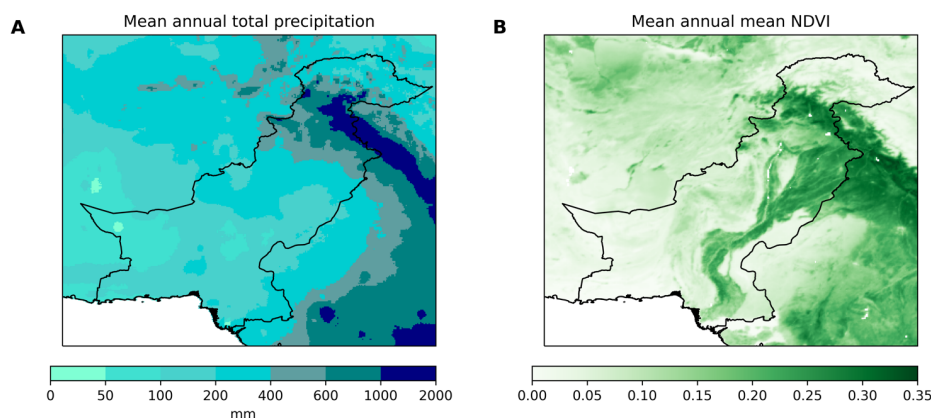 A
Mean annual total precipitation
0 50 100 200 400 600 1000 2000
mm
B
Mean annual mean NDVI
0.00 0.05 0.10 0.15 0.20 0.25 0.30 0.35